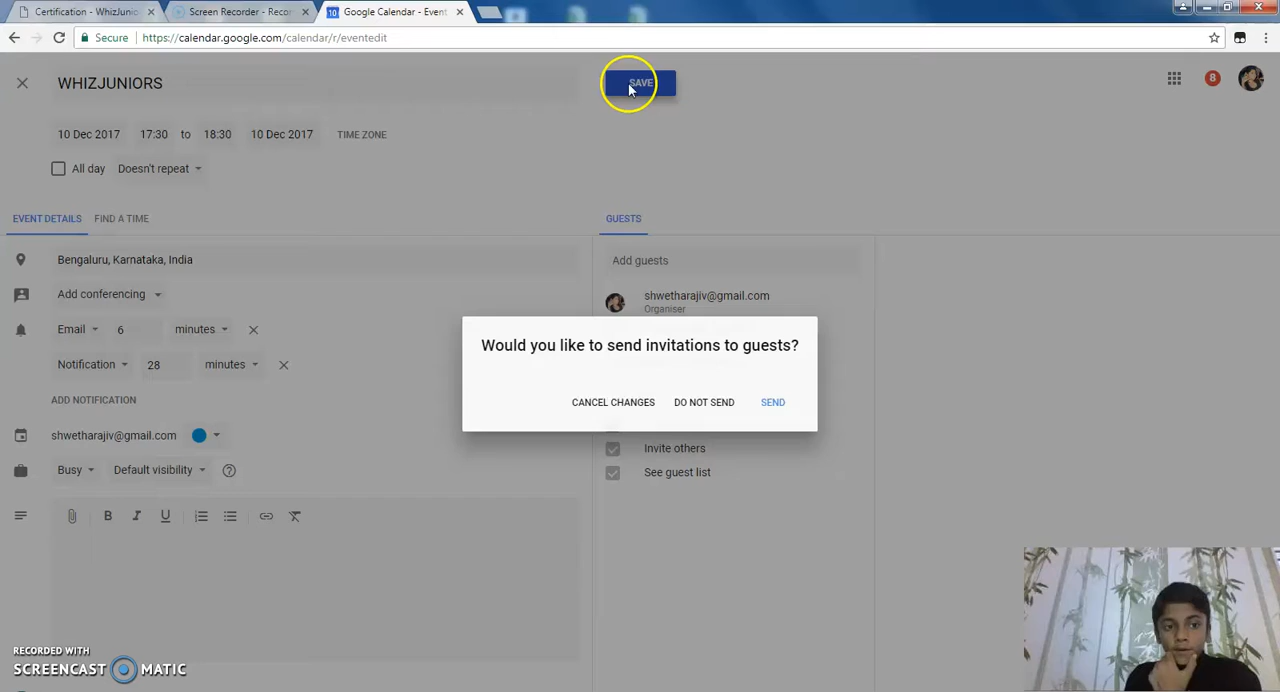 Certification - WhizJunio
Screen Recorder - Recor
Google Calendar - Event
Secure
https://calendar.google.com/calendar/r/eventedit
WHIZJUNIORS
SAVE
8
10 Dec 2017 17:30 to 18:30 10 Dec 2017 TIME ZONE
All day Doesn't repeat
EVENT DETAILS FIND A TIME
GUESTS
Bengaluru, Karnataka, India
Add guests
Add conferencing
shwetharajiv@gmail.com
Organiser
Email 6 minutes
Would you like to send invitations to guests?
Notification 28 minutes
ADD NOTIFICATION
CANCEL CHANGES DO NOT SEND SEND
shwetharajiv@gmail.com
Invite others
Busy Default visibility
See guest list
B I U
RECORDED WITH
SCREENCAST MATIC